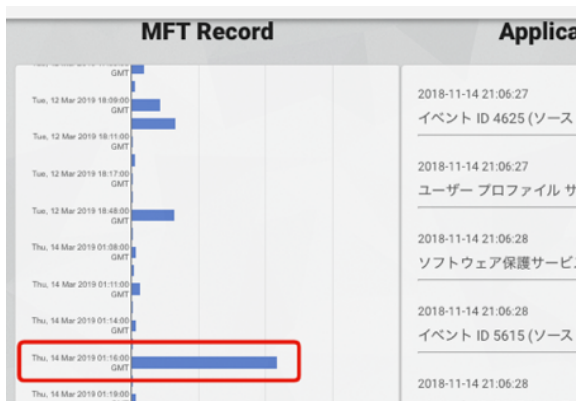 MFT Record
GMT
Tue, 12 Mar 2019 18:09:00
GMT
Tue, 12 Mar 2019 18:11:00
GMT
Tue, 12 Mar 2019 18:17:00
GMT
Tue, 12 Mar 2019 18:48:00
GMT
Thu, 14 Mar 2019 01:08:00
GMT
Thu, 14 Mar 2019 01:11:00
GMT
Thu, 14 Mar 2019 01:14:00
GMT
Thu, 14 Mar 2019 01:16:00
GMT
Thu, 14 Mar 2019 01:19:00
Applica
2018-11-14 21:06:27
イベント ID 4625 (ソース
2018-11-14 21:06:27
ユーザー プロファイル サ
2018-11-14 21:06:28
ソフトウェア保護サービ
2018-11-14 21:06:28
イベント ID 5615 (ソース
2018-11-14 21:06:28